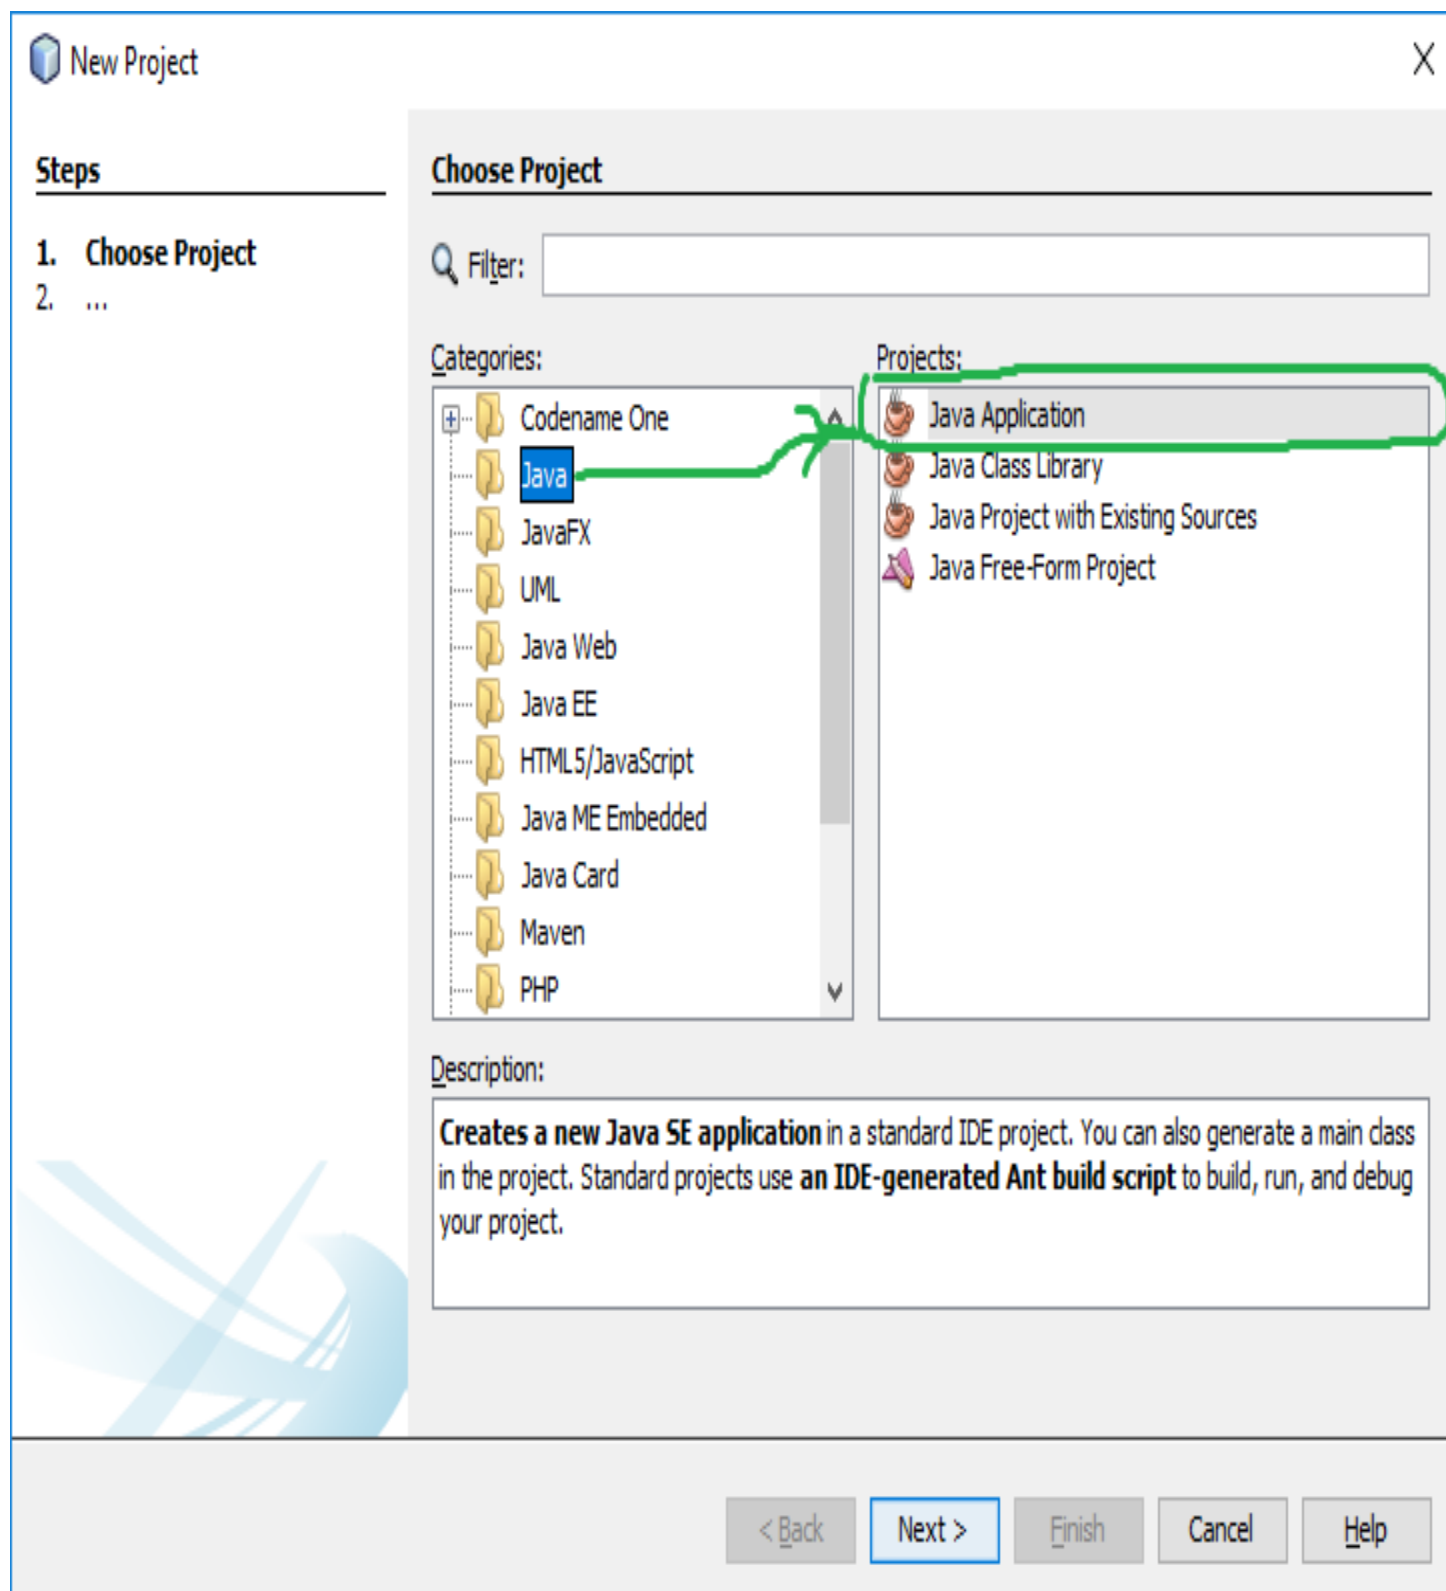 New Project
Steps
1. Choose Project
2. ...
Choose Project
Filter:
Categories:
Codename One
Java
JavaFX
UML
Java Web
Java EE
HTML5/JavaScript
Java ME Embedded
Java Card
Maven
PHP
Projects:
Java Application
Java Class Library
Java Project with Existing Sources
Java Free-Form Project
Description:
Creates a new Java SE application in a standard IDE project. You can also generate a main class
in the project. Standard projects use an IDE-generated Ant build script to build, run, and debug
your project.
< Back
Next >
Finish
Cancel
Help